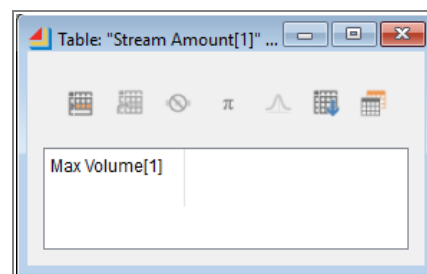 Table: "Stream Amount[1]" ...
π
Max Volume[1]